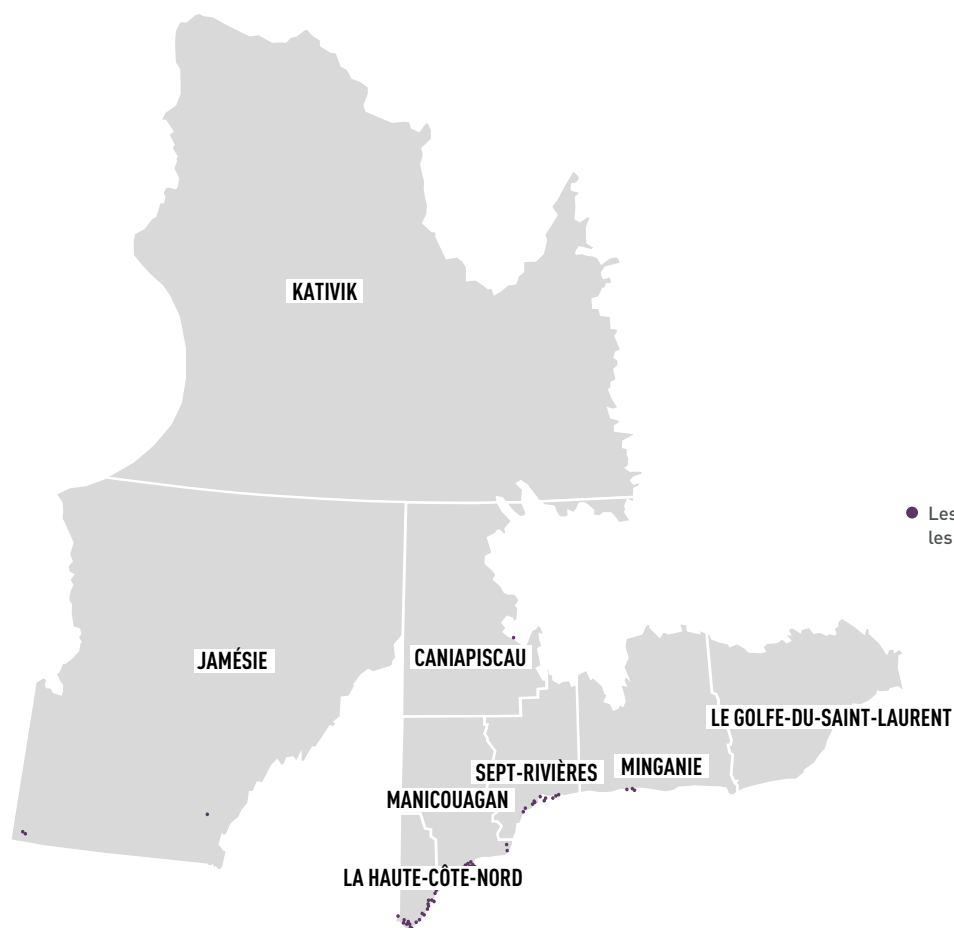 KATIVIK
Les
les
JAMÉSIE
CANIAPISCAU
LE GOLFE-DU-SAINT-LAURENT
SEPT-RIVIÈRES
MINGANIE
MANICOUAGAN
LA HAUTE-CÔTE-NORD